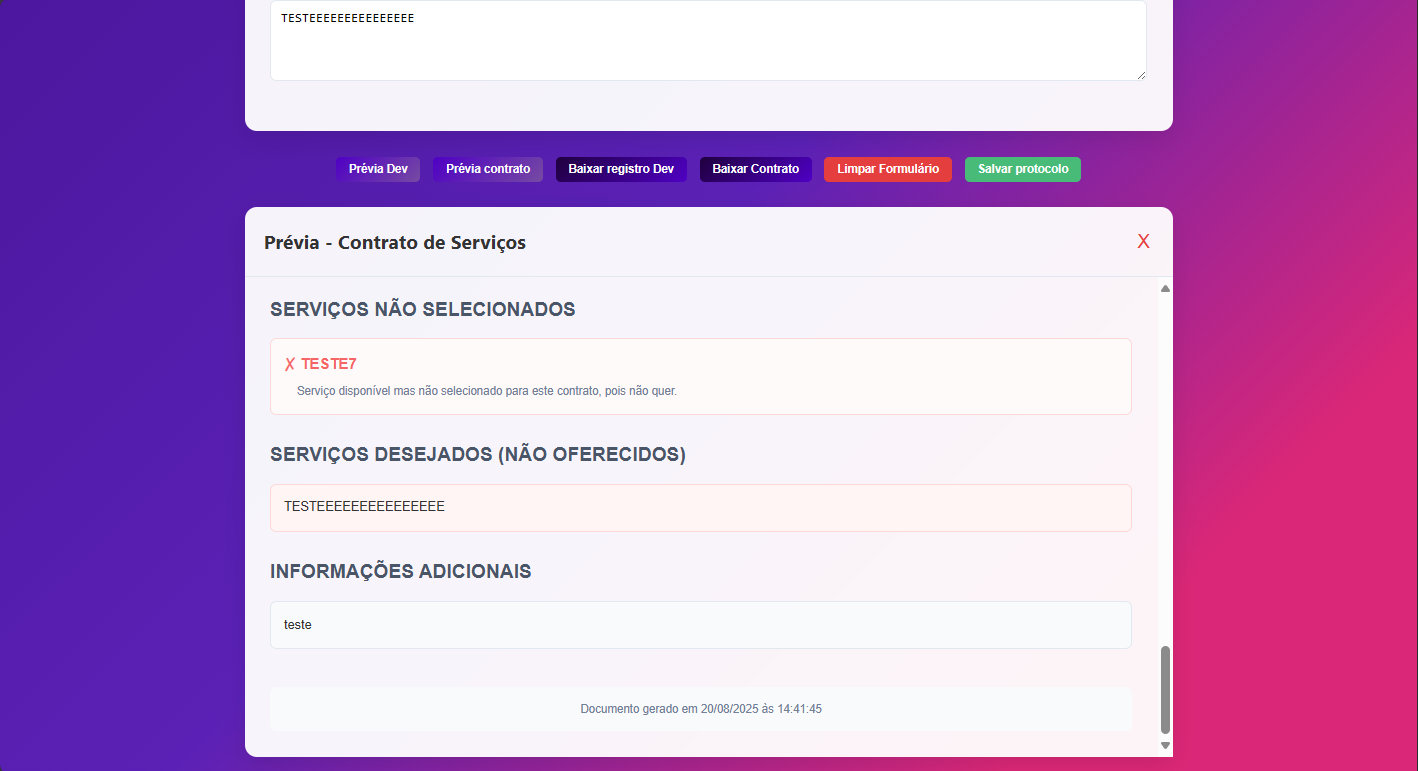 TESTEEEEEEEEEEEEEEE
Prévia Dev
Prévia contrato
Baixar registro Dev
Baixar Contrato
Limpar Formulário
Salvar protocolo
Prévia - Contrato de Serviços
X
SERVIÇOS NÃO SELECIONADOS
✗ TESTE7
Serviço disponível mas não selecionado para este contrato, pois não quer.
SERVIÇOS DESEJADOS (NÃO OFERECIDOS)
TESTEEEEEEEEEEEEEEE
INFORMAÇÕES ADICIONAIS
teste
Documento gerado em 20/08/2025 às 14:41:45